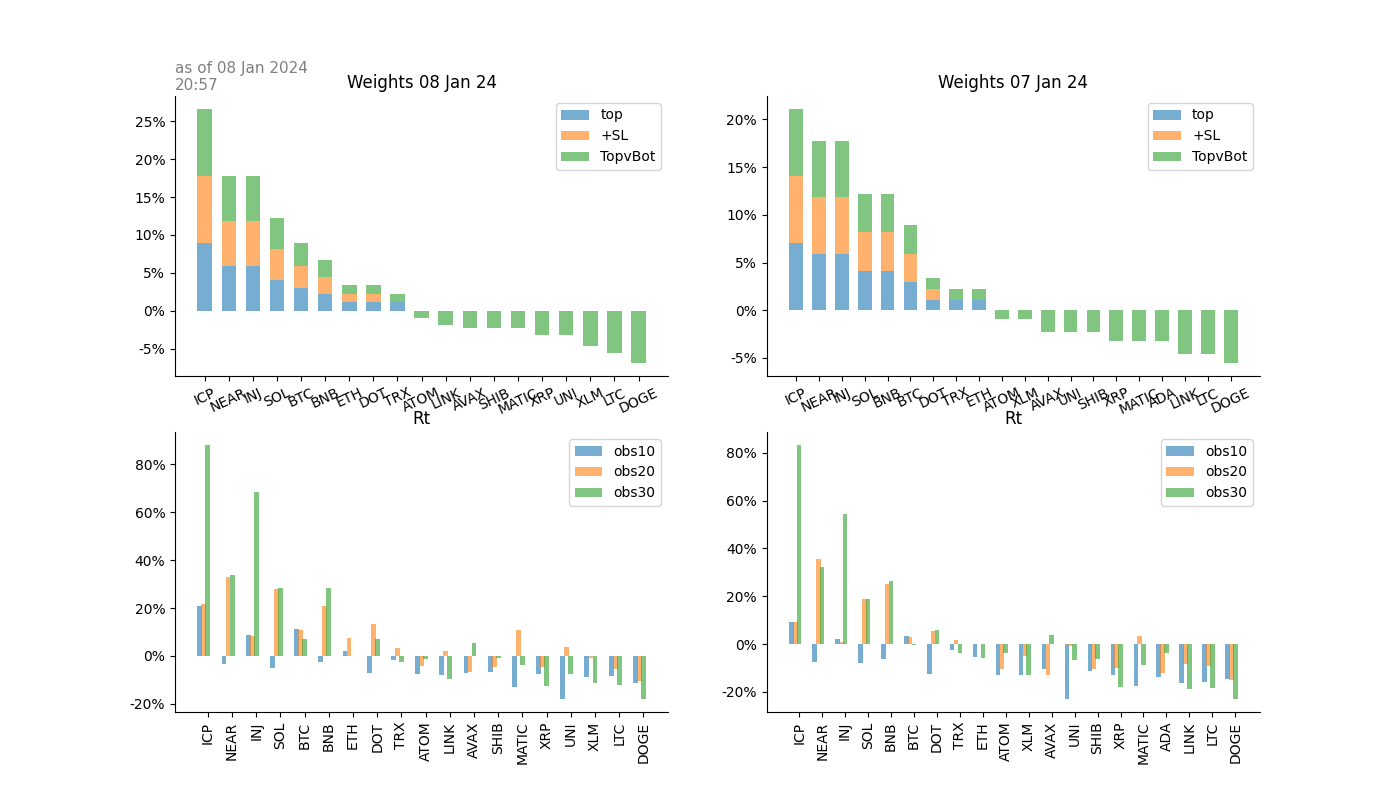 as of 08 Jan 2024
20:57
Weights 08 Jan 24
25%
20%
15%
10%
5%
0%
-5%
top
+SL
TopvBot
ICP NEAR INJ SOL BTC BNB ETH DOT TRX ATOM LINK AVAX SHIB MATIC XRP UNI XLM LTC DOGE
Weights 07 Jan 24
20%
15%
10%
5%
0%
-5%
top
+SL
TopvBot
ICP NEAR INJ SOL BNB BTC DOT TRX ETH ATOM XLM AVAX UNI SHIB XRP MATIC ADA LINK LTC DOGE
Rt
80%
60%
40%
20%
0%
-20%
obs10
obs20
obs30
ICP NEAR INJ SOL BTC BNB ETH DOT TRX ATOM LINK AVAX SHIB MATIC XRP UNI XLM LTC DOGE
Rt
80%
60%
40%
20%
0%
-20%
obs10
obs20
obs30
ICP NEAR INJ SOL BNB BTC DOT TRX ETH ATOM XLM AVAX UNI SHIB XRP MATIC ADA LINK LTC DOGE